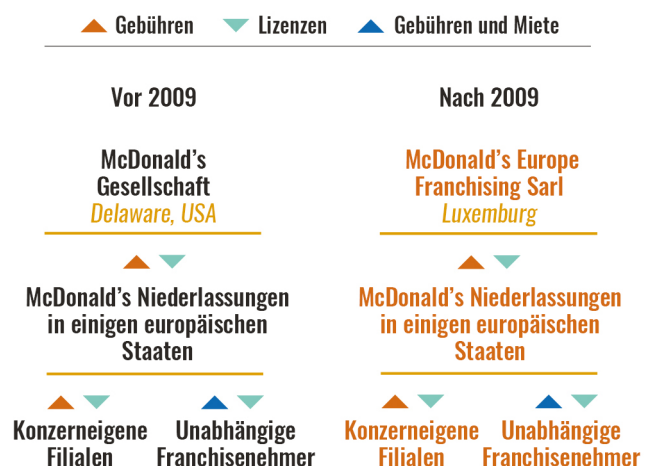 Gebühren Lizenzen Gebühren und Miete
Vor 2009
McDonald's
Gesellschaft
Delaware, USA
McDonald's Niederlassungen
in einigen europäischen
Staaten
Konzerneigene
Filialen
Unabhängige
Franchisenehmer
Nach 2009
McDonald's Europe
Franchising Sarl
Luxemburg
McDonald's Niederlassungen
in einigen europäischen
Staaten
Konzerneigene
Filialen
Unabhängige
Franchisenehmer